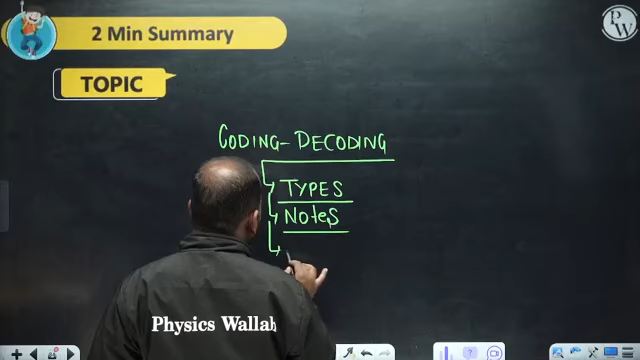 2 Min Summary
PW
TOPIC
CODING-DECODING
TYPES
Notes
Physics Wallah